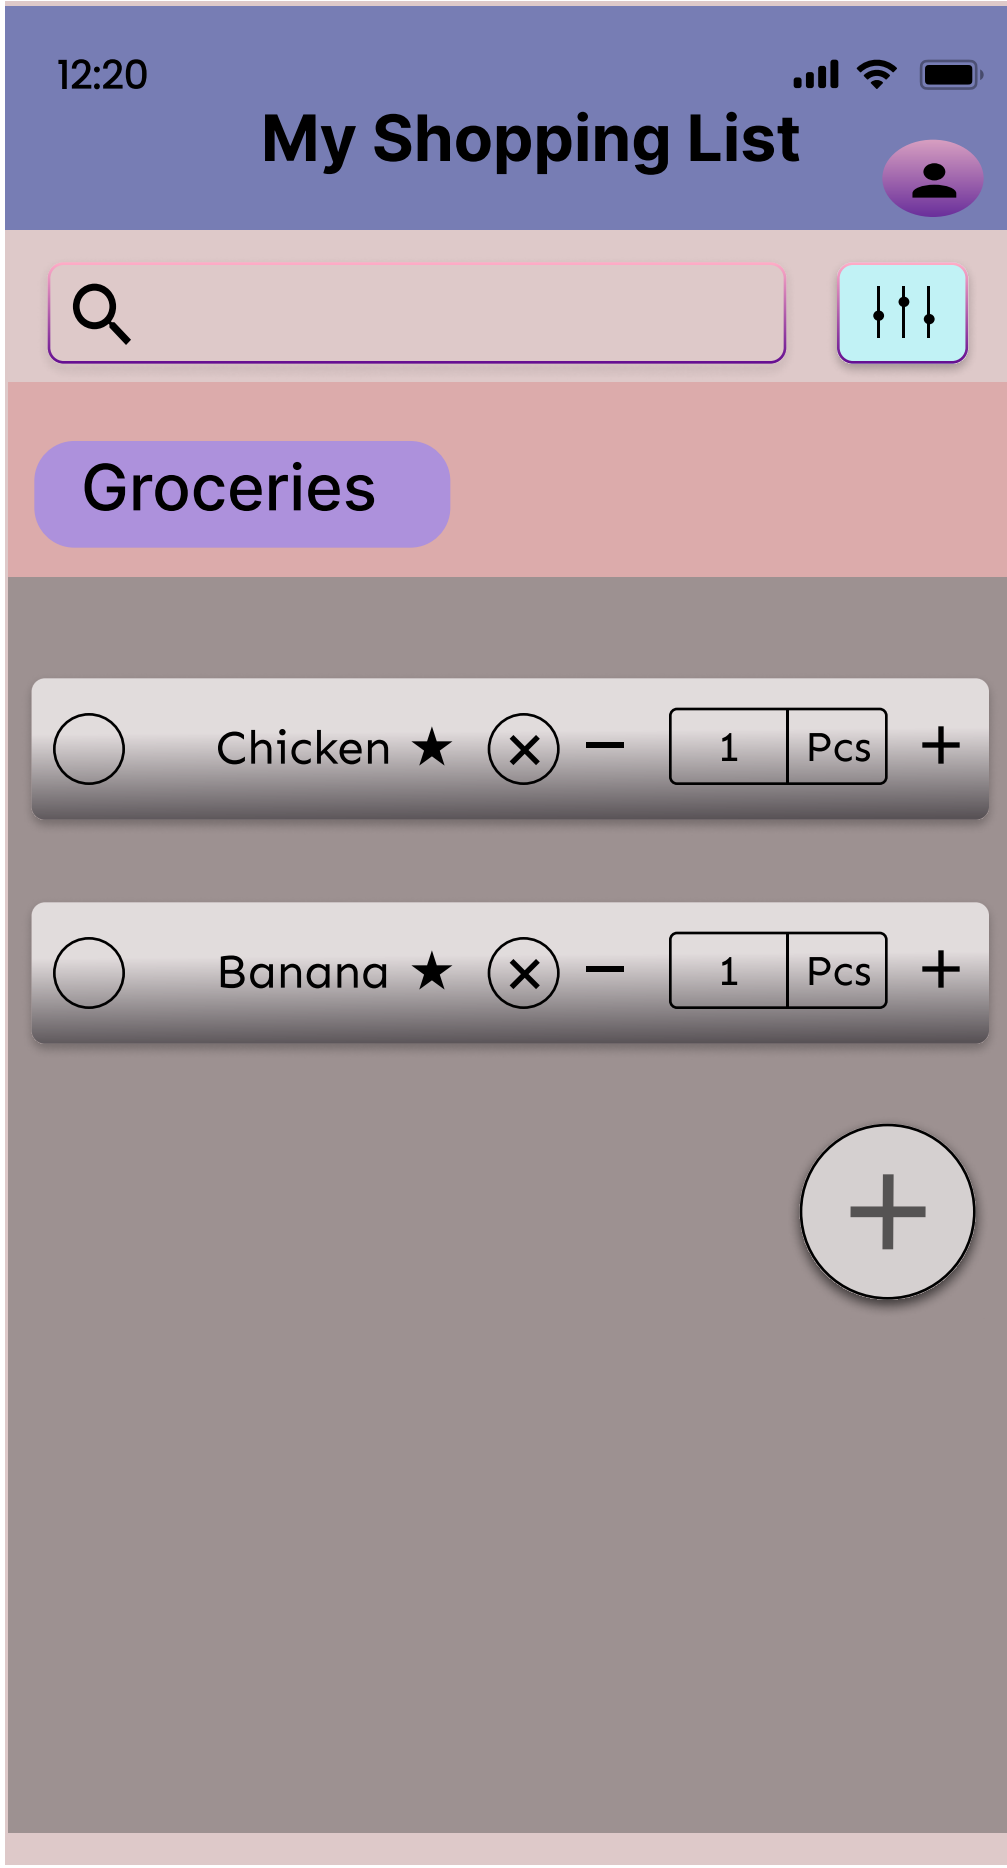 12:20
My Shopping List
Groceries
Chicken ★ 1 Pcs
Banana ★ 1 Pcs